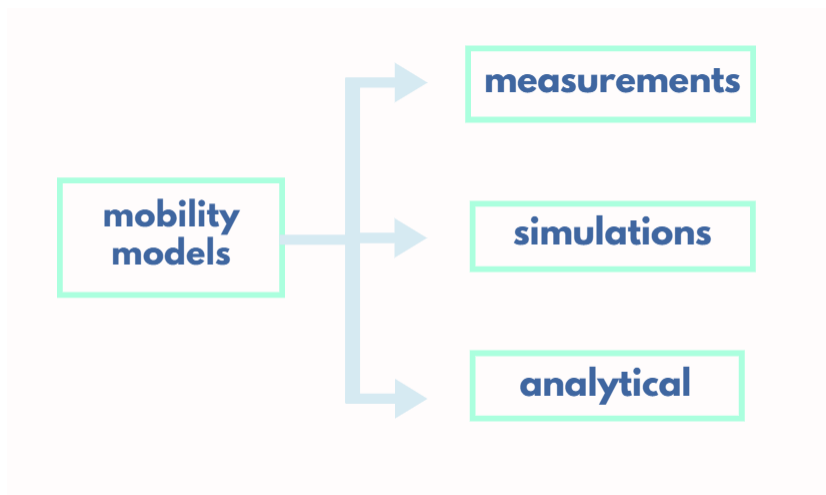 mobility
models
measurements
simulations
analytical